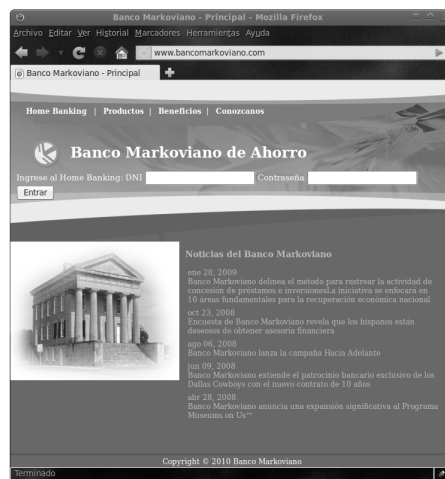 Banco Markoviano - Principal - Mozilla Firefox
Archivo Editar Ver Historial Marcadores Herramientas Ayuda
www.bancomarkoviano.com
Banco Markoviano - Principal
Home Banking | Productos | Beneficios | Conozcanos
Banco Markoviano de Ahorro
Ingrese al Home Banking: DNI Contraseña
Entrar
Noticias del Banco Markoviano
ene 28, 2009
Banco Markoviano delinea el método para rastrear la actividad de
concesión de préstamos e inversionesLa iniciativa se enfocará en
10 áreas fundamentales para la recuperación económica nacional
oct 23, 2008
Encuesta de Banco Markoviano revela que los hispanos están
deseosos de obtener asesoría financiera
ago 06, 2008
Banco Markoviano lanza la campaña Hacia Adelante
jun 09, 2008
Banco Markoviano extiende el patrocinio bancario exclusivo de los
Dallas Cowboys con el nuevo contrato de 10 años
abr 28, 2008
Banco Markoviano anuncia una expansión significativa al Programa
Museums on Us™
Copyright © 2010 Banco Markoviano
Terminado